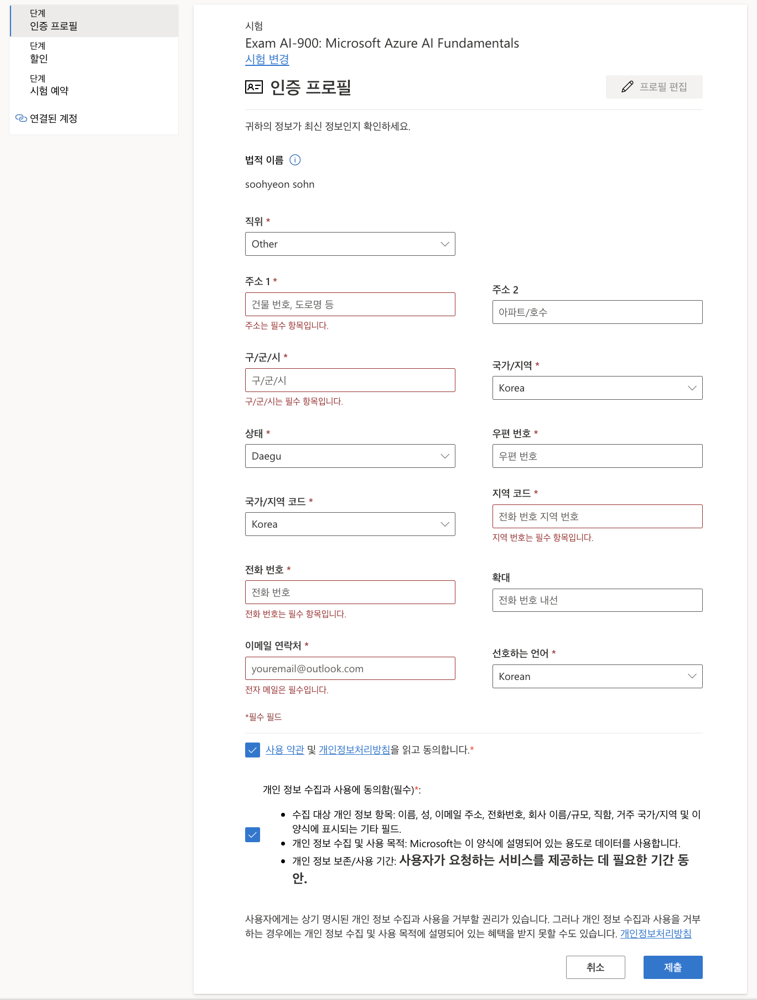 단계
인증 프로필
단계
할인
단계
시험 예약
연결된 계정
시험
Exam AI-900: Microsoft Azure AI Fundamentals
시험 변경
인증 프로필
프로필 편집
귀하의 정보가 최신 정보인지 확인하세요.
법적 이름
soohyeon sohn
직위 *
Other
주소 1 *
건물 번호, 도로명 등
주소는 필수 항목입니다.
주소 2
아파트/호수
구/군/시 *
구/군/시
구/군/시는 필수 항목입니다.
국가/지역 *
Korea
상태 *
Daegu
우편 번호 *
우편 번호
국가/지역 코드 *
Korea
지역 코드 *
전화 번호 지역 번호
지역 번호는 필수 항목입니다.
전화 번호 *
전화 번호
전화 번호는 필수 항목입니다.
확대
전화 번호 내선
이메일 연락처 *
youremail@outlook.com
전자 메일은 필수입니다.
선호하는 언어 *
Korean
*필수 필드
사용 약관 및 개인정보처리방침을 읽고 동의합니다.*
개인 정보 수집과 사용에 동의함(필수)*:
• 수집 대상 개인 정보 항목: 이름, 성, 이메일 주소, 전화번호, 회사 이름/규모, 직함, 거주 국가/지역 및 이
양식에 표시되는 기타 필드.
• 개인 정보 수집 및 사용 목적: Microsoft는 이 양식에 설명되어 있는 용도로 데이터를 사용합니다.
• 개인 정보 보존/사용 기간: 사용자가 요청하는 서비스를 제공하는 데 필요한 기간 동
안.
사용자에게는 상기 명시된 개인 정보 수집과 사용을 거부할 권리가 있습니다. 그러나 개인 정보 수집과 사용을 거부
하는 경우에는 개인 정보 수집 및 사용 목적에 설명되어 있는 혜택을 받지 못할 수도 있습니다. 개인정보처리방침
취소
제출